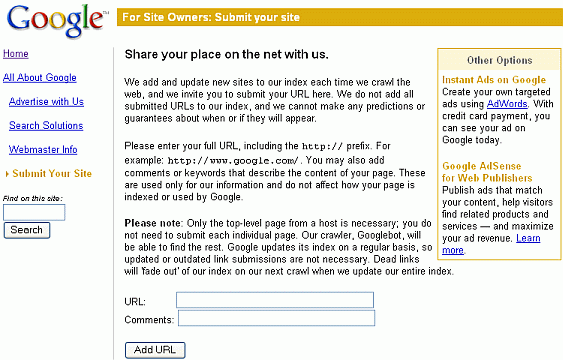 Google™
For Site Owners: Submit your site
Home
All About Google
Advertise with Us
Search Solutions
Webmaster Info
Submit Your Site
Find on this site:
Search
Share your place on the net with us.
We add and update new sites to our index each time we crawl the
web, and we invite you to submit your URL here. We do not add all
submitted URLs to our index, and we cannot make any predictions or
guarantees about when or if they will appear.
Please enter your full URL, including the http:// prefix. For
example: http://www.google.com/. You may also add
comments or keywords that describe the content of your page. These
are used only for our information and do not affect how your page is
indexed or used by Google.
Please note: Only the top-level page from a host is necessary; you do
not need to submit each individual page. Our crawler, Googlebot, will
be able to find the rest. Google updates its index on a regular basis, so
updated or outdated link submissions are not necessary. Dead links
will 'fade out' of our index on our next crawl when we update our entire index.
URL:
Comments:
Add URL
Other Options
Instant Ads on Google
Create your own targeted
ads using AdWords. With
credit card payment, you
can see your ad on
Google today.
Google AdSense
for Web Publishers
Publish ads that match
your content, help visitors
find related products and
services — and maximize
your ad revenue. Learn
more.